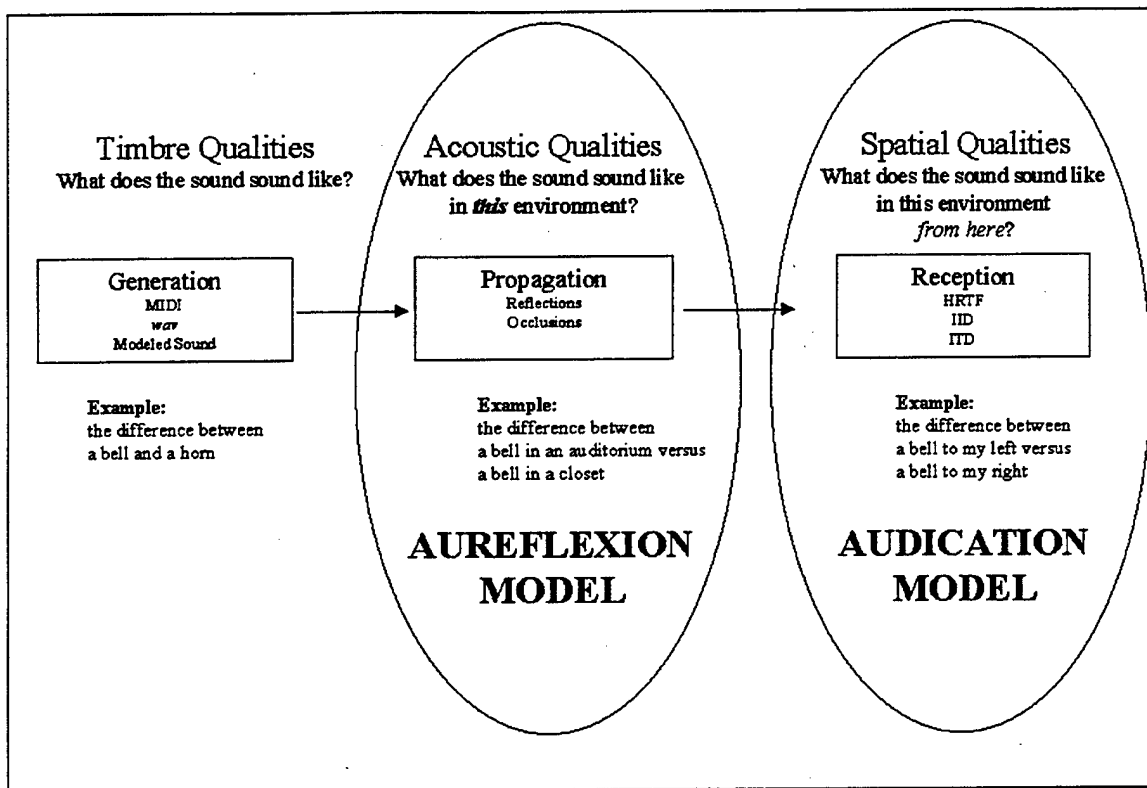 Timbre Qualities
What does the sound sound like?
Generation
MIDI
wav
Modeled Sound
Example:
the difference between
a bell and a horn
Acoustic Qualities
What does the sound sound like
in this environment?
Propagation
Reflections
Occlusions
Example:
the difference between
a bell in an auditorium versus
a bell in a closet
AUREFLEXION
MODEL
Spatial Qualities
What does the sound sound like
in this environment
from here?
Reception
HRTF
IID
ITD
Example:
the difference between
a bell to my left versus
a bell to my right
AUDICATION
MODEL